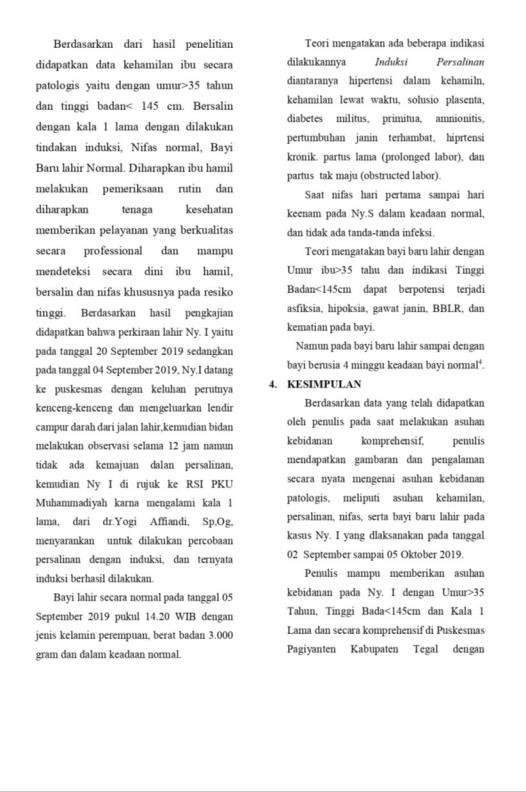 Berdasarkan dari hasil penelitian
didapatkan data kehamilan ibu secara
patologis yaitu dengan umur>35 tahun
dan tinggi badan< 145 cm. Bersalin
dengan kala 1 lama dengan dilakukan
tindakan induksi, Nifas normal, Bayi
Baru lahir Normal. Diharapkan ibu hamil
melakukan pemeriksaan rutin dan
diharapkan tenaga kesehatan
memberikan pelayanan yang berkualitas
secara professional dan mampu
mendeteksi secara dini ibu hamil,
bersalin dan nifas khususnya pada resiko
tinggi. Berdasarkan hasil pengkajian
didapatkan bahwa perkiraan lahir Ny. I yaitu
pada tanggal 20 September 2019 sedangkan
pada tanggal 04 September 2019, Ny.I datang
ke puskesmas dengan keluhan perutnya
kenceng-kenceng dan mengeluarkan lendir
campur darah dari jalan lahir,kemudian bidan
melakukan observasi selama 12 jam namun
tidak ada kemajuan dalan persalinan,
kemudian Ny I di rujuk ke RSI PKU
Muhammadiyah karna mengalami kala 1
lama, dari dr.Yogi Affiandi, Sp,Og,
menyarankan untuk dilakukan percobaan
persalinan dengan induksi, dan ternyata
induksi berhasil dilakukan.
Bayi lahir secara normal pada tanggal 05
September 2019 pukul 14.20 WIB dengan
jenis kelamin perempuan, berat badan 3.000
gram dan dalam keadaan normal.
Teori mengatakan ada beberapa indikasi
dilakukannya Induksi Persalinan
diantaranya hipertensi dalam kehamiln,
kehamilan lewat waktu, solusio plasenta,
diabetes militus, primitua, amnionitis,
pertumbuhan janin terhambat, hiprtensi
kronik. partus lama (prolonged labor), dan
partus tak maju (obstructed labor).
Saat nifas hari pertama sampai hari
keenam pada Ny.S dalam keadaan normal,
dan tidak ada tanda-tanda infeksi.
Teori mengatakan bayi baru lahir dengan
Umur ibu>35 tahu dan indikasi Tinggi
Badan<145cm dapat berpotensi terjadi
asfiksia, hipoksia, gawat janin, BBLR, dan
kematian pada bayi.
Namun pada bayi baru lahir sampai dengan
bayi berusia 4 minggu keadaan bayi normal⁴.
4. KESIMPULAN
Berdasarkan data yang telah didapatkan
oleh penulis pada saat melakukan asuhan
kebidanan komprehensif, penulis
mendapatkan gambaran dan pengalaman
secara nyata mengenai asuhan kebidanan
patologis, meliputi asuhan kehamilan,
persalinan, nifas, serta bayi baru lahir pada
kasus Ny. I yang dlaksanakan pada tanggal
02 September sampai 05 Oktober 2019.
Penulis mampu memberikan asuhan
kebidanan pada Ny. I dengan Umur>35
Tahun, Tinggi Bada<145cm dan Kala 1
Lama dan secara komprehensif di Puskesmas
Pagiyanten Kabupaten Tegal dengan